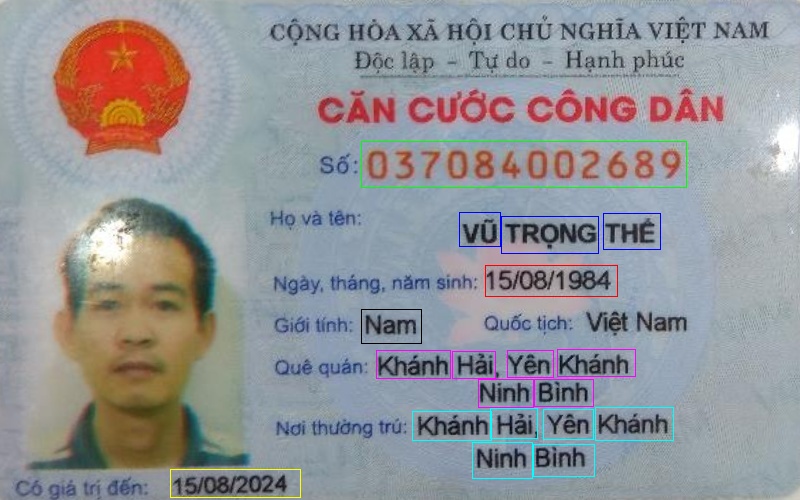 CỘNG HÒA XÃ HỘI CHỦ NGHĨA VIỆT NAM
Độc lập - Tự do - Hạnh phúc
CĂN CƯỚC CÔNG DÂN
Số: 037084002689
Họ và tên: VŨ TRỌNG THẾ
Ngày, tháng, năm sinh: 15/08/1984
Giới tính: Nam Quốc tịch: Việt Nam
Quê quán: Khánh Hải, Yên Khánh
Ninh Bình
Nơi thường trú: Khánh Hải, Yên Khánh
Ninh Bình
Có giá trị đến: 15/08/2024